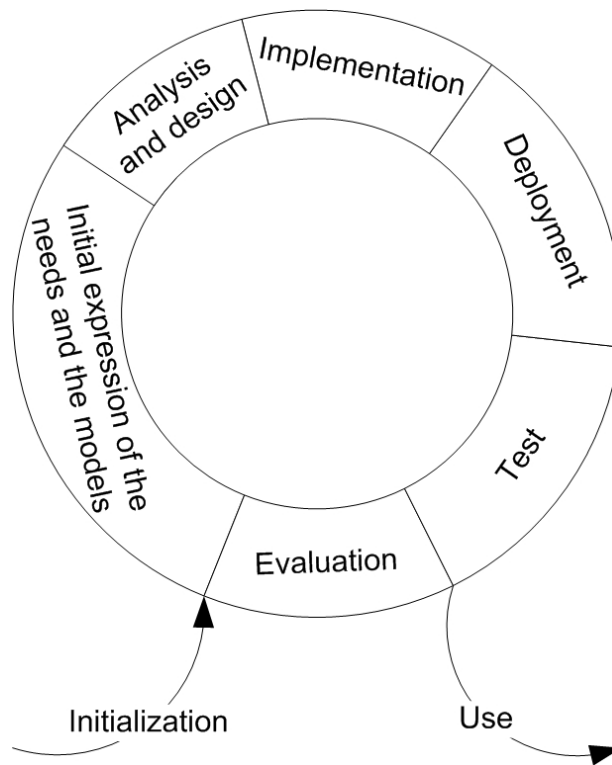 Implementation
Analysis
and design
Deployment
Initial expression of the
needs and the models
Test
Evaluation
Initialization
Use